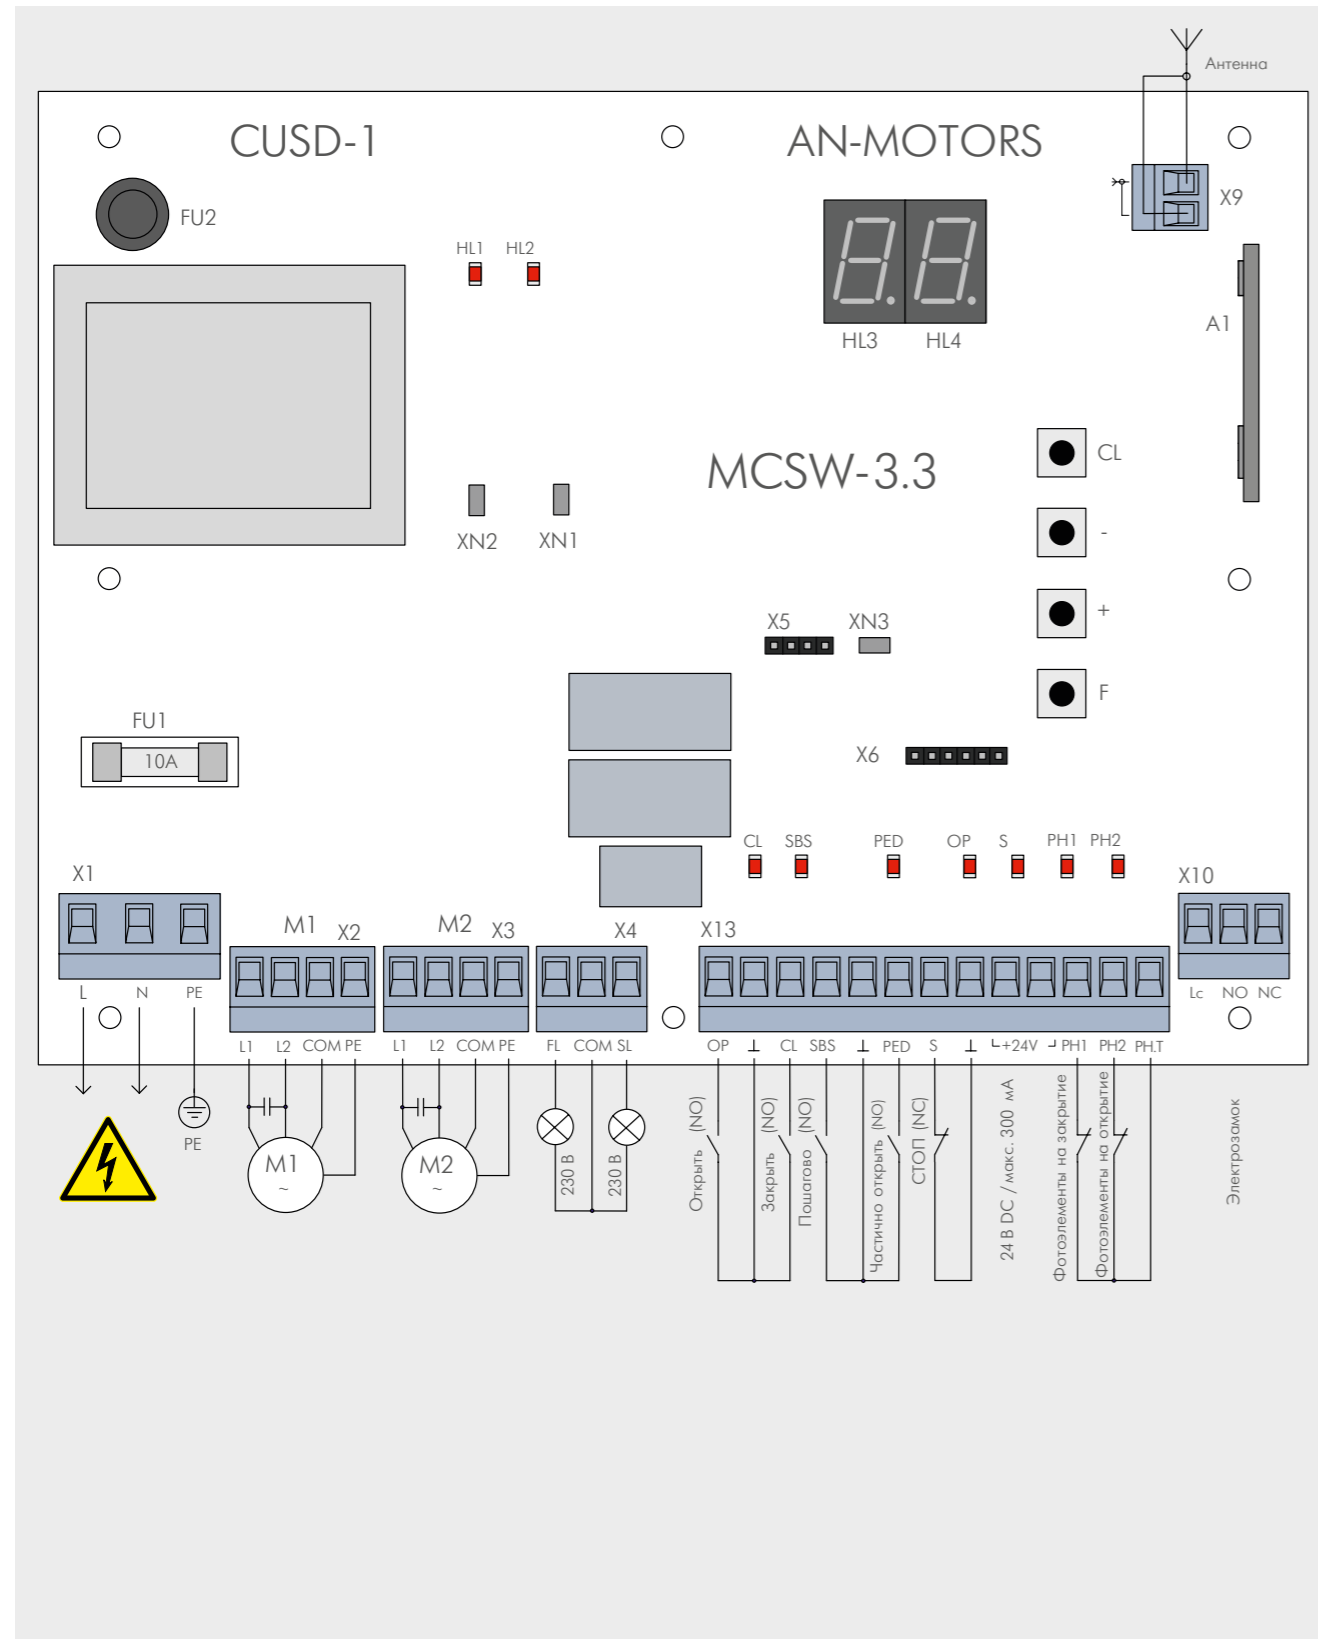 Антенна
CUSD-1 AN-MOTORS
X9
FU2
HL1 HL2
HL3 HL4
A1
CL
MCSW-3.3
-
XN2 XN1
X5 XN3
+
F
FU1
10A
X6
CL SBS PED OP S PH1 PH2
X1
X10
M1 X2 M2 X3 X4 X13
L N PE
Lc NO NC
L1 L2 COM PE L1 L2 COM PE FL COM SL OP ⊥ CL SBS ⊥ PED S ⊥ +24V PH1 PH2 PH.T
PE
M1
~
M2
~
230 В
230 В
Открыть (NO)
Закрыть (NO)
Пошагово (NO)
Частично открыть (NO)
СТОП (NC)
24 В DC / макс. 300 мА
Фотоэлементы на закрытие
Фотоэлементы на открытие
Электрозамок